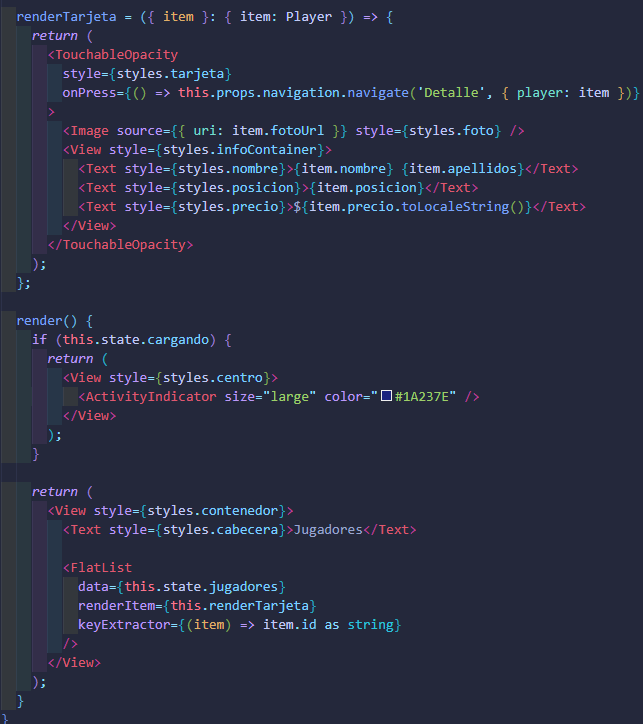 renderTarjeta = ({ item }: { item: Player }) => {
return (
<TouchableOpacity
style={styles.tarjeta}
onPress={() => this.props.navigation.navigate('Detalle', { player: item })}
>
<Image source={{ uri: item.fotoUrl }} style={styles.foto} />
<View style={styles.infoContainer}>
<Text style={styles.nombre}>{item.nombre} {item.apellidos}</Text>
<Text style={styles.posicion}>{item.posicion}</Text>
<Text style={styles.precio}>${item.precio.toLocaleString()}</Text>
</View>
</TouchableOpacity>
);
};
render() {
if (this.state.cargando) {
return (
<View style={styles.centro}>
<ActivityIndicator size="large" color="#1A237E" />
</View>
);
}
return (
<View style={styles.contenedor}>
<Text style={styles.cabecera}>Jugadores</Text>
<FlatList
data={this.state.jugadores}
renderItem={this.renderTarjeta}
keyExtractor={(item) => item.id as string}
/>
</View>
);
}
}